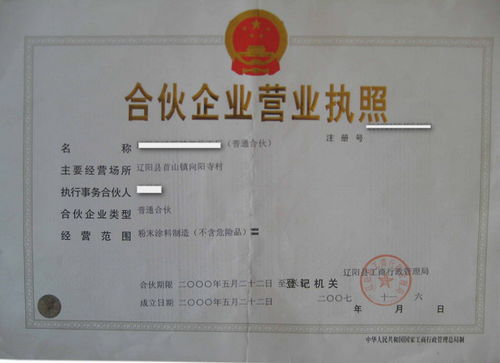 合伙企业营业执照
注册号
名称 （普通合伙）
主要经营场所 辽阳县首山镇向阳寺村
执行事务合伙人
合伙企业类型 普通合伙
经营范围 粉末涂料制造（不含危险品）
合伙期限 二〇〇〇年五月二十二日至
登记机关 辽阳县工商行政管理局
成立日期 二〇〇〇年五月二十二日
二〇〇七年十一月六日
中华人民共和国国家工商行政管理总局制